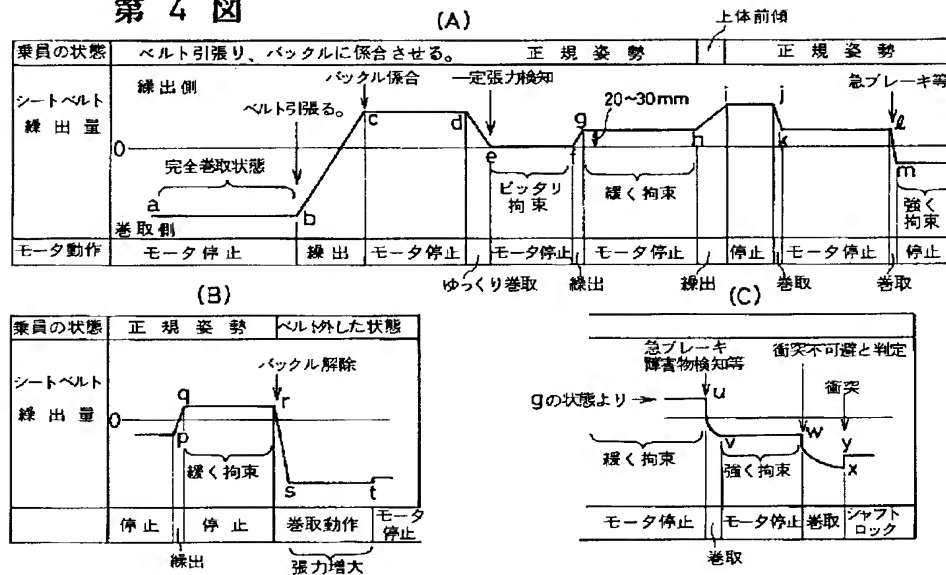 第 4 図
(A)
上体前傾
乗員の状態 ベルト引張り、バックルに係合させる。 正 規 姿 勢 正 規 姿 勢
繰出側 バックル係合 一定張力検知 急ブレーキ等
シートベルト 20~30mm i j
繰出量 ベルト引張る。 c d g l
0 e f h k m
完全巻取状態 ピッタリ 緩く拘束 強く
a b 拘束 拘束
巻取側
モータ動作 モータ停止 繰出 モータ停止 モータ停止 モータ停止 停止 モータ停止 停止
ゆっくり巻取 繰出 繰出 巻取 巻取
(B)
乗員の状態 正 規 姿 勢 ベルト外した状態
バックル解除
シートベルト q r
繰出量 0
p 緩く拘束
s t
停止 停止 巻取動作 モータ
停止
繰出 張力増大
(C)
急ブレーキ 衝突不可避と判定
障害物検知等
衝突
gの状態より u
v w y
緩く拘束 強く拘束 x
モータ停止 モータ停止 巻取 シャフト
ロック
巻取